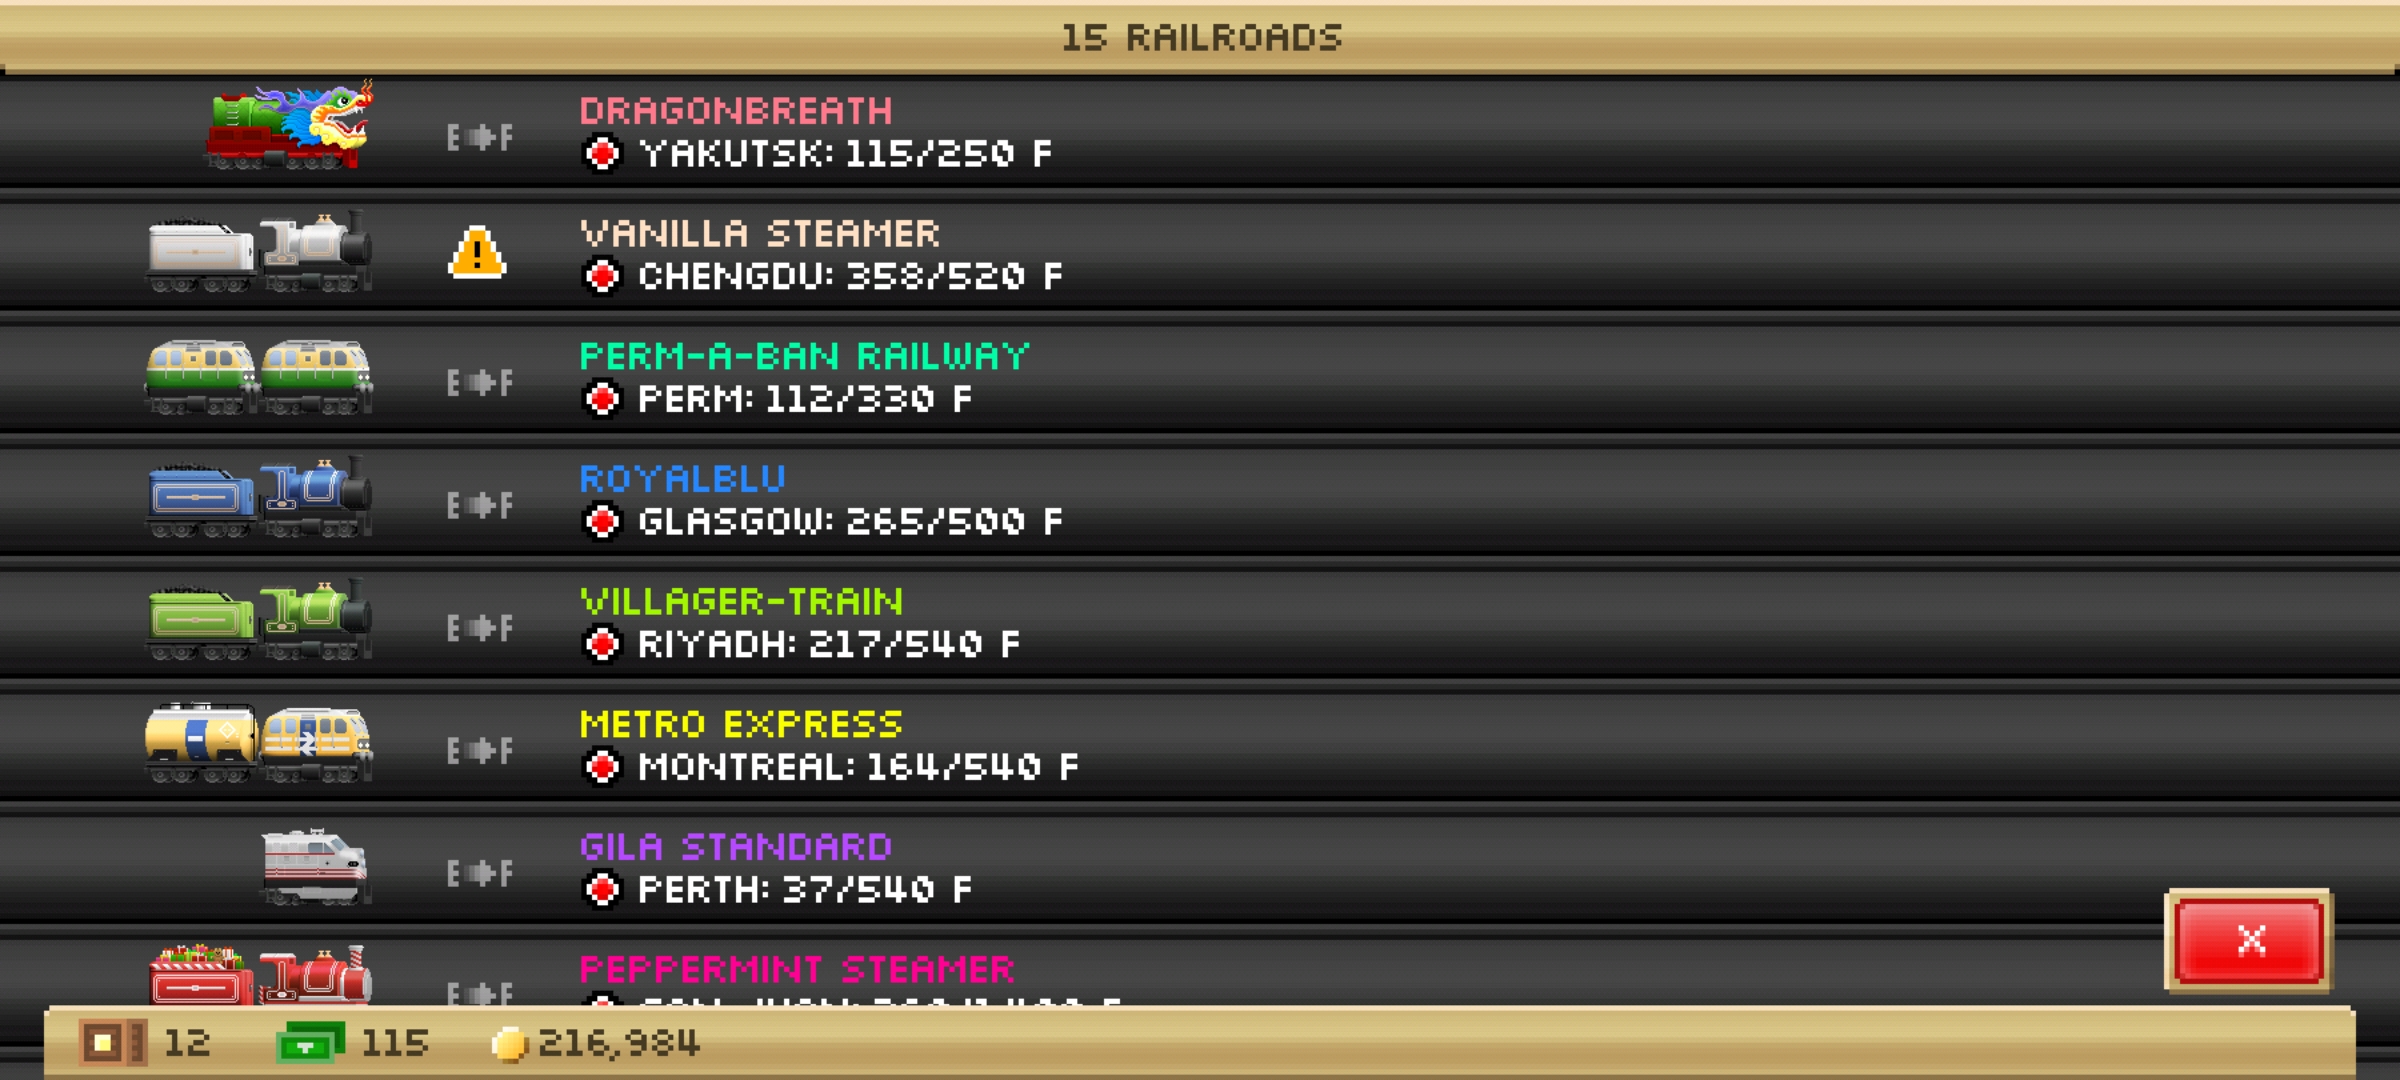 15 RAILROADS
DRAGONBREATH
E F YAKUTSK: 115/250 F
VANILLA STEAMER
! CHENGDU: 358/520 F
PERM-A-BAN RAILWAY
E F PERM: 112/330 F
ROYALBLU
E F GLASGOW: 265/500 F
VILLAGER-TRAIN
E F RIYADH: 217/540 F
METRO EXPRESS
E F MONTREAL: 164/540 F
GILA STANDARD
E F PERTH: 37/540 F
X
PEPPERMINT STEAMER
E F
12 115 216,984